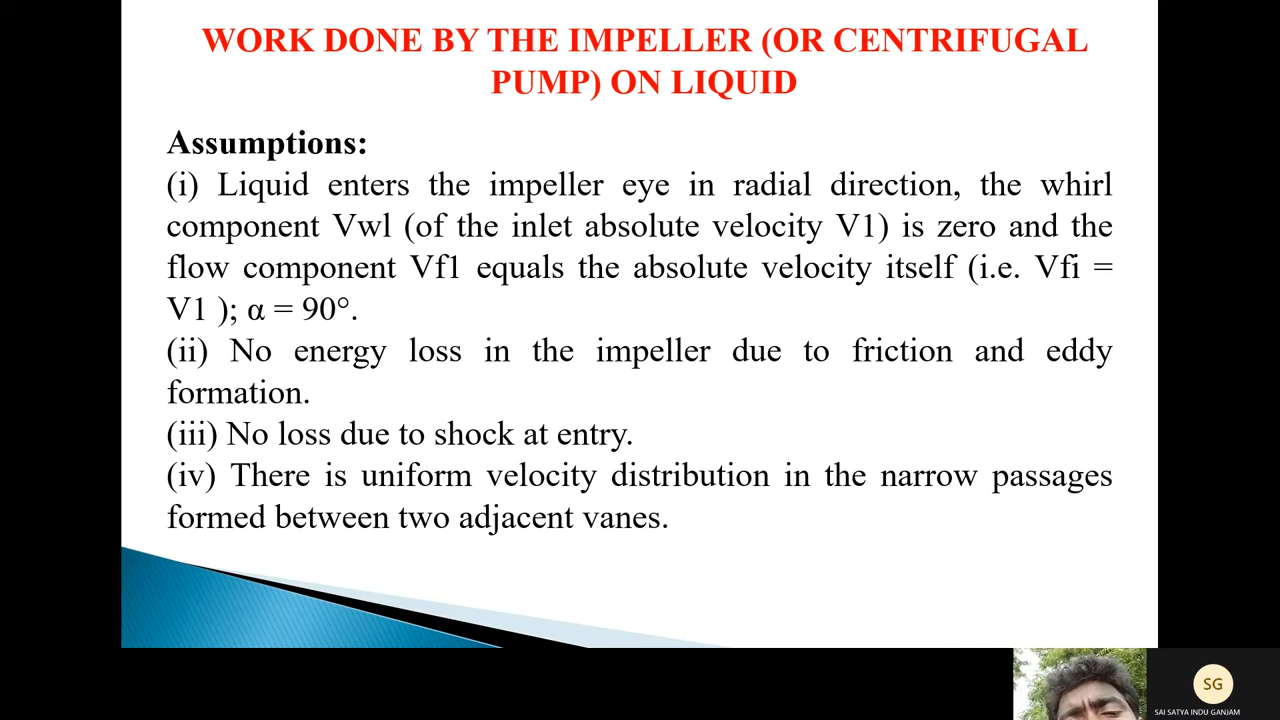 WORK DONE BY THE IMPELLER (OR CENTRIFUGAL
PUMP) ON LIQUID
Assumptions:
(i) Liquid enters the impeller eye in radial direction, the whirl
component Vwl (of the inlet absolute velocity V1) is zero and the
flow component Vf1 equals the absolute velocity itself (i.e. Vfi =
V1 ); α = 90°.
(ii) No energy loss in the impeller due to friction and eddy
formation.
(iii) No loss due to shock at entry.
(iv) There is uniform velocity distribution in the narrow passages
formed between two adjacent vanes.
SG
SAI SATYA INDU GANJAM